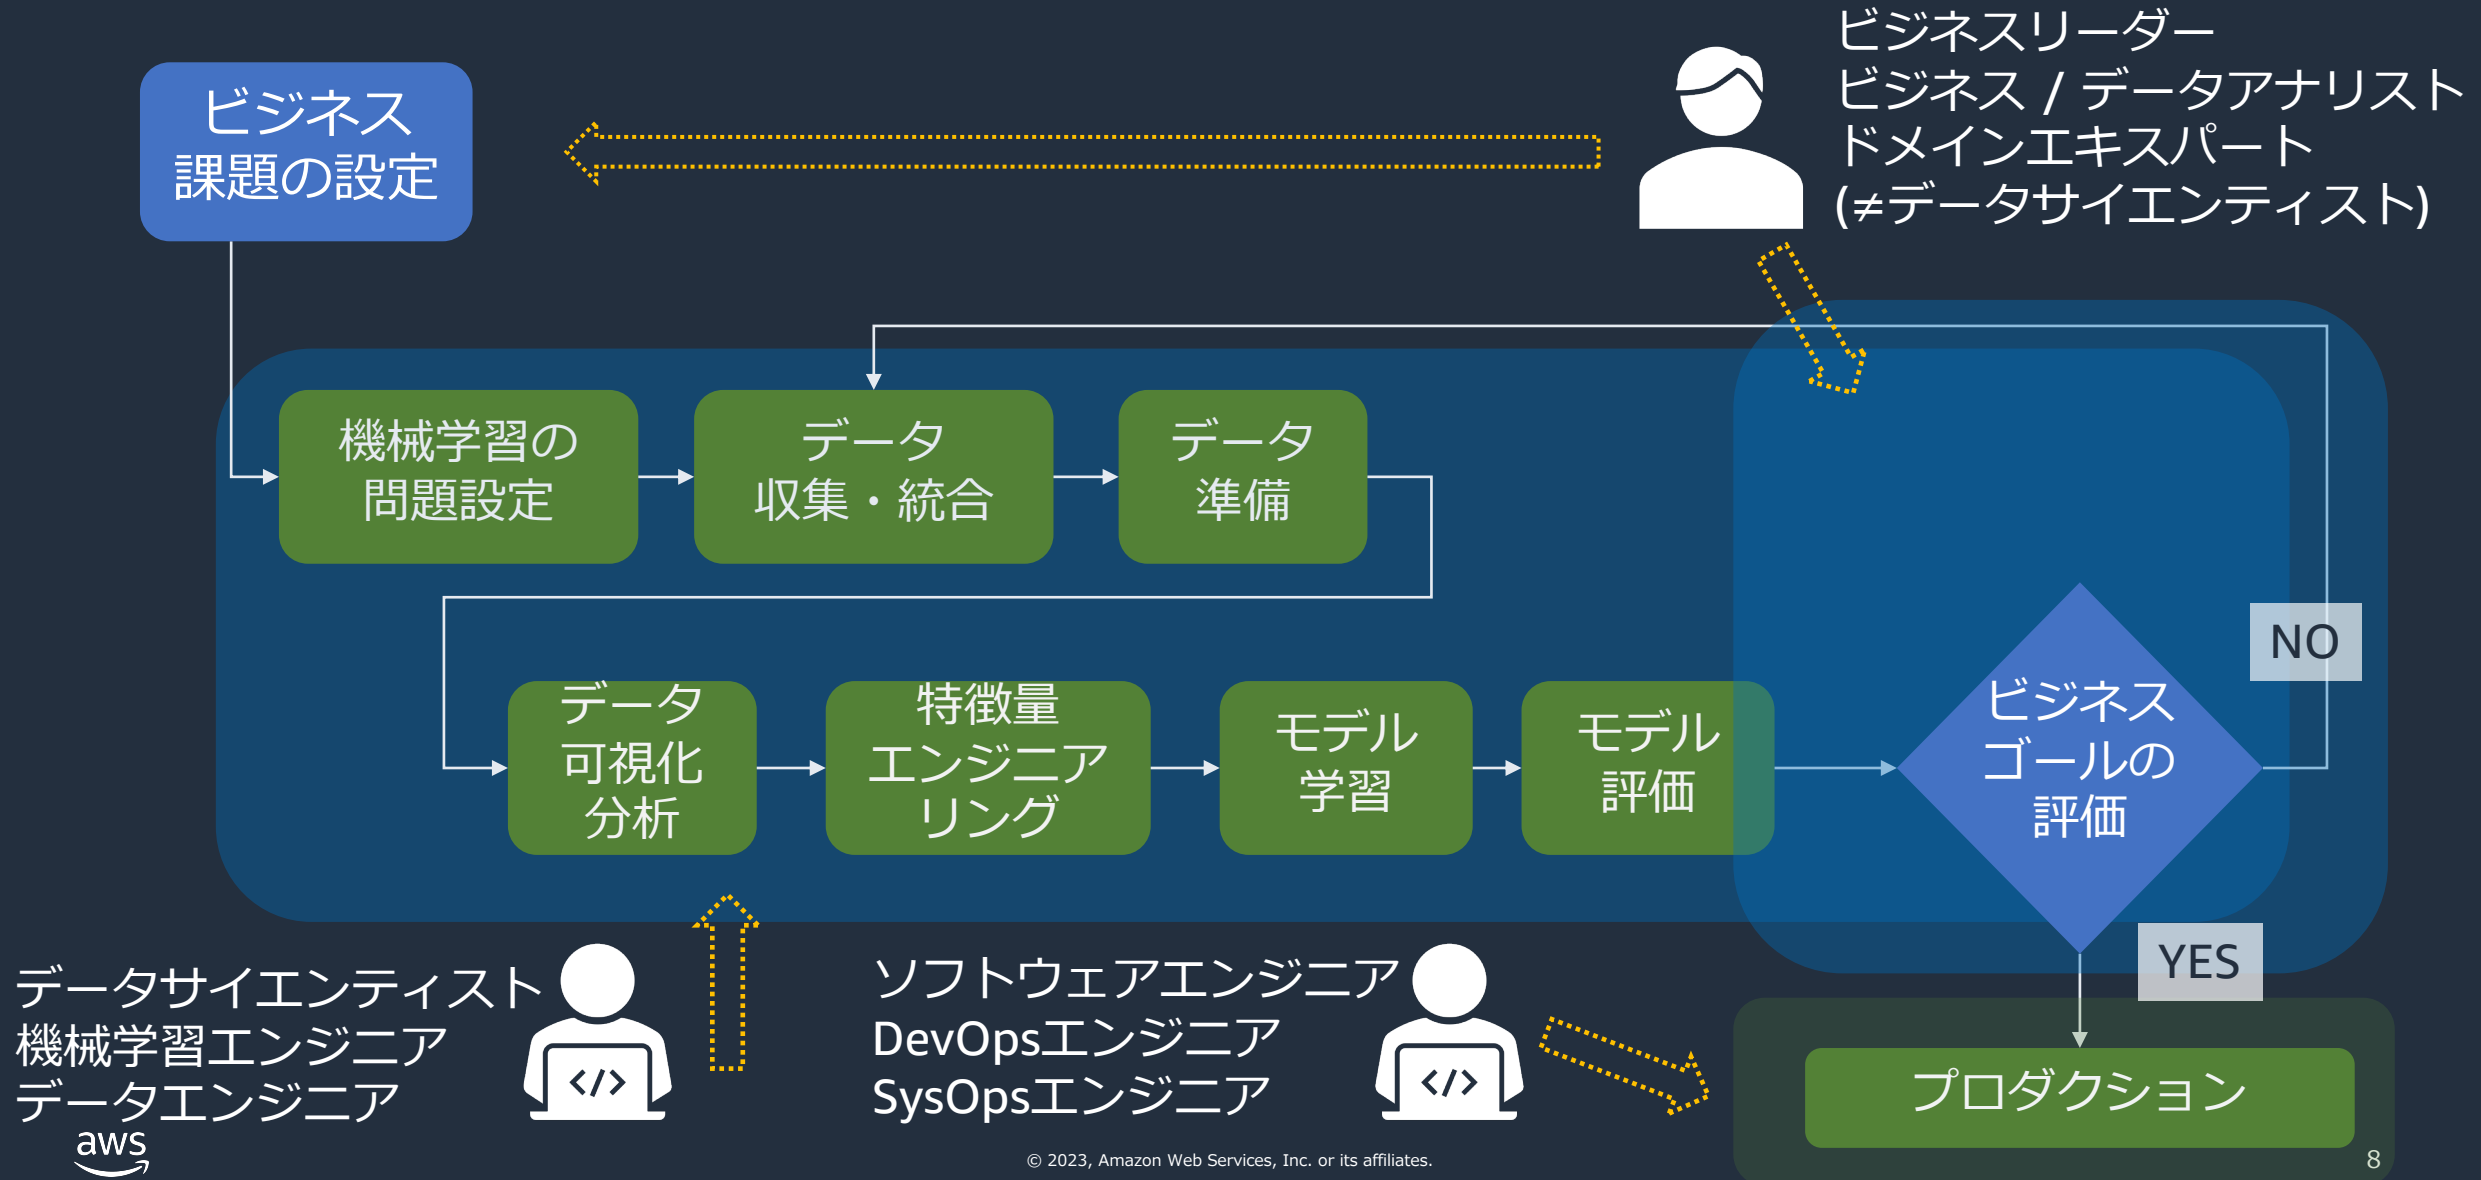 ビジネスリーダー
ビジネス / データアナリスト
ドメインエキスパート
(≠データサイエンティスト)
ビジネス
課題の設定
機械学習の
問題設定
データ
収集・統合
データ
準備
データ
可視化
分析
特徴量
エンジニア
リング
モデル
学習
モデル
評価
ビジネス
ゴールの
評価
NO
YES
データサイエンティスト
機械学習エンジニア
データエンジニア
</>
ソフトウェアエンジニア
DevOpsエンジニア
SysOpsエンジニア
</>
プロダクション
aws
© 2023, Amazon Web Services, Inc. or its affiliates.
8